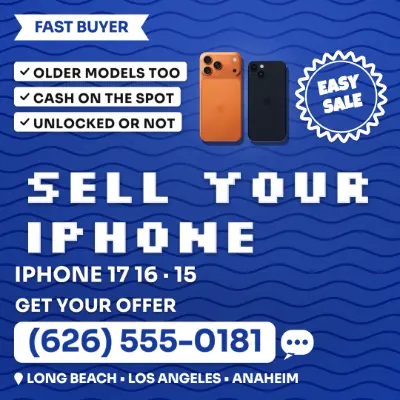 FAST BUYER
✓ OLDER MODELS TOO
✓ CASH ON THE SPOT
✓ UNLOCKED OR NOT
EASY
SALE
SELL YOUR
IPHONE
IPHONE 17 16 · 15
GET YOUR OFFER
(626) 555-0181
LONG BEACH • LOS ANGELES • ANAHEIM